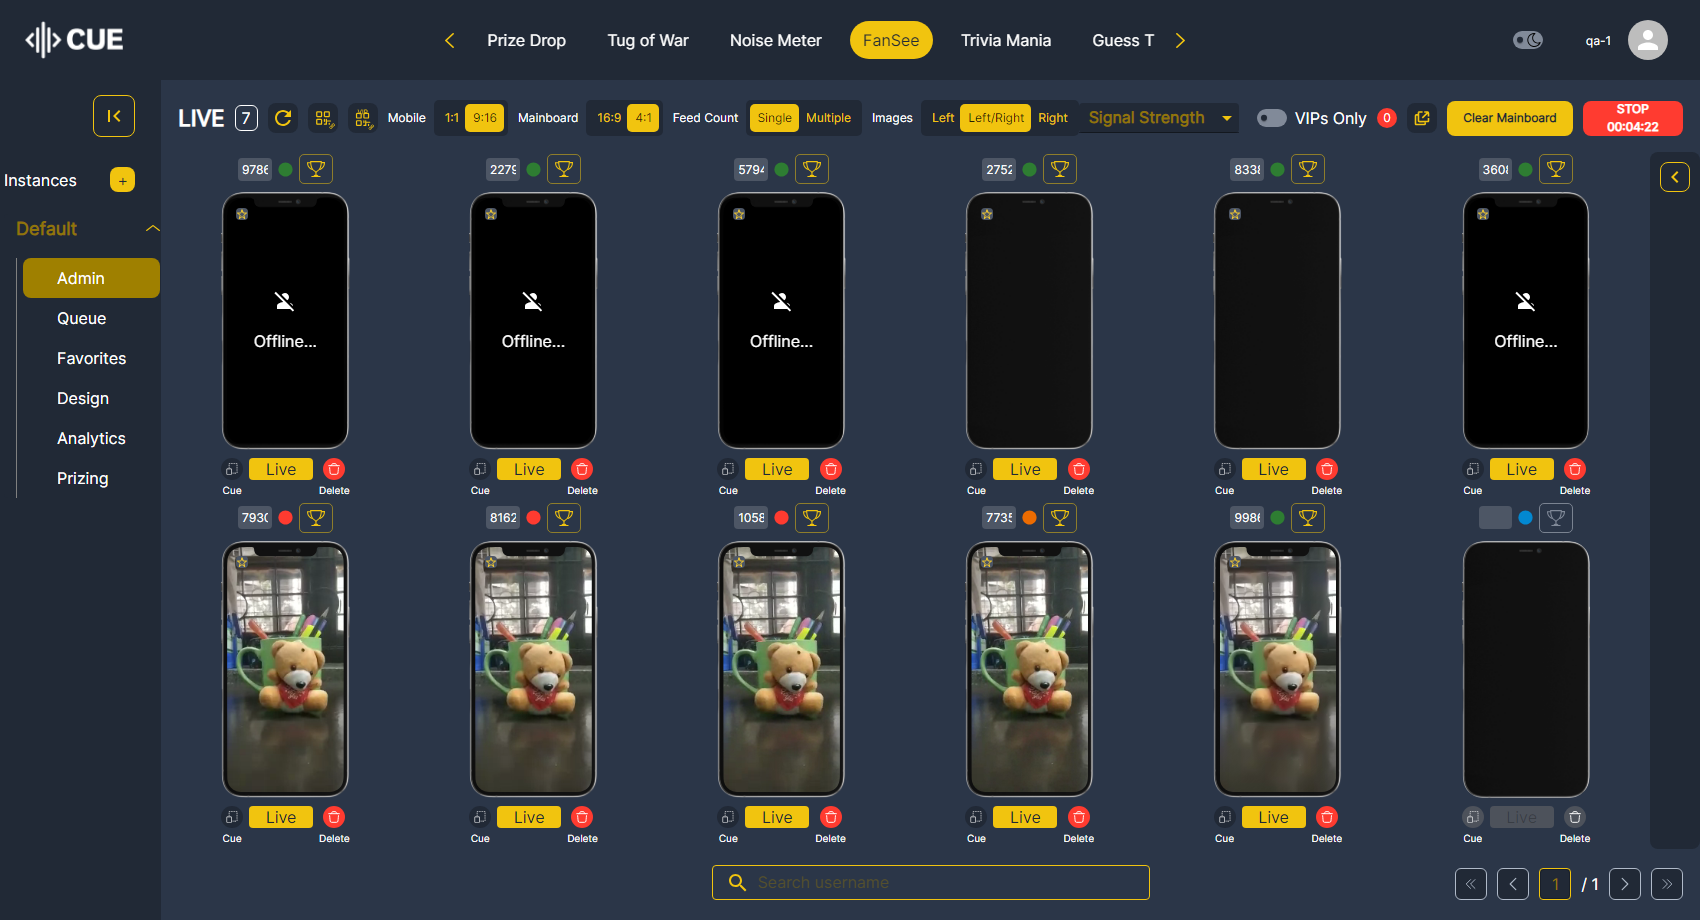 CUE
Prize Drop Tug of War Noise Meter FanSee Trivia Mania Guess T
qa-1
LIVE 7 Mobile 1:1 9:16 Mainboard 16:9 4:1 Feed Count Single Multiple Images Left Left/Right Right Signal Strength VIPs Only 0 Clear Mainboard STOP
00:04:22
Instances +
Default
Admin
Queue
Favorites
Design
Analytics
Prizing
9786 2279 5794 2752 8338 3608
Offline... Offline... Offline... Offline...
Live Live Live Live Live Live
Cue Delete Cue Delete Cue Delete Cue Delete Cue Delete Cue Delete
7930 8162 1058 7735 9986
Live Live Live Live Live Live
Cue Delete Cue Delete Cue Delete Cue Delete Cue Delete Cue Delete
Search username
1 / 1